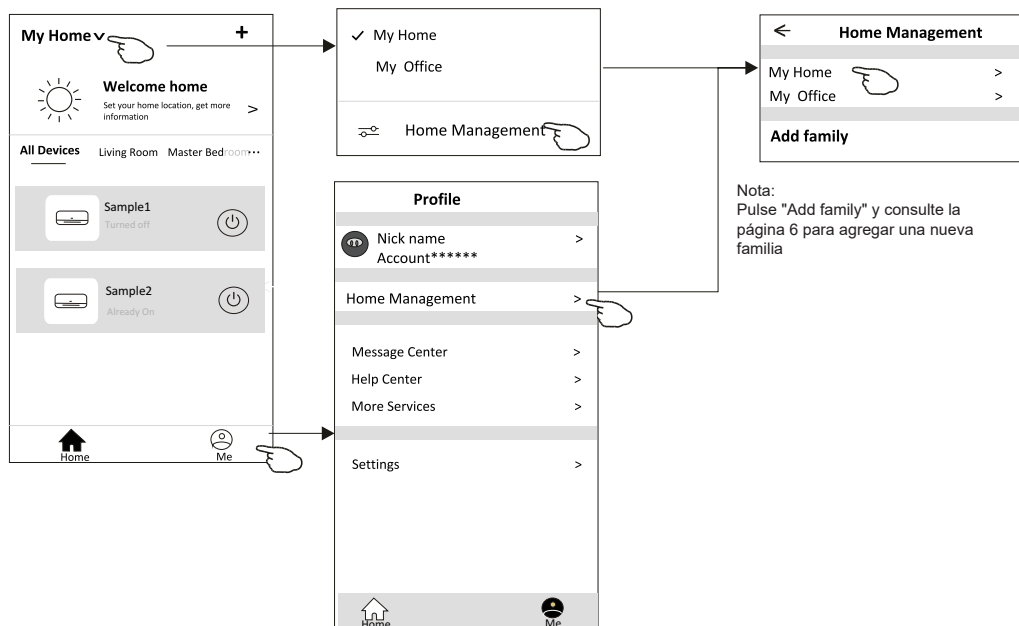 My Home
+
Welcome home
Set your home location, get more
information
>
All Devices Living Room Master Bedroom...
Sample1
Turned off
Sample2
Already On
Home
Me
✓ My Home
My Office
Home Management
Profile
Nick name >
Account******
Home Management >
Message Center >
Help Center >
More Services >
Settings >
Home
Me
Home Management
My Home >
My Office >
Add family
Nota:
Pulse "Add family" y consulte la
página 6 para agregar una nueva
familia